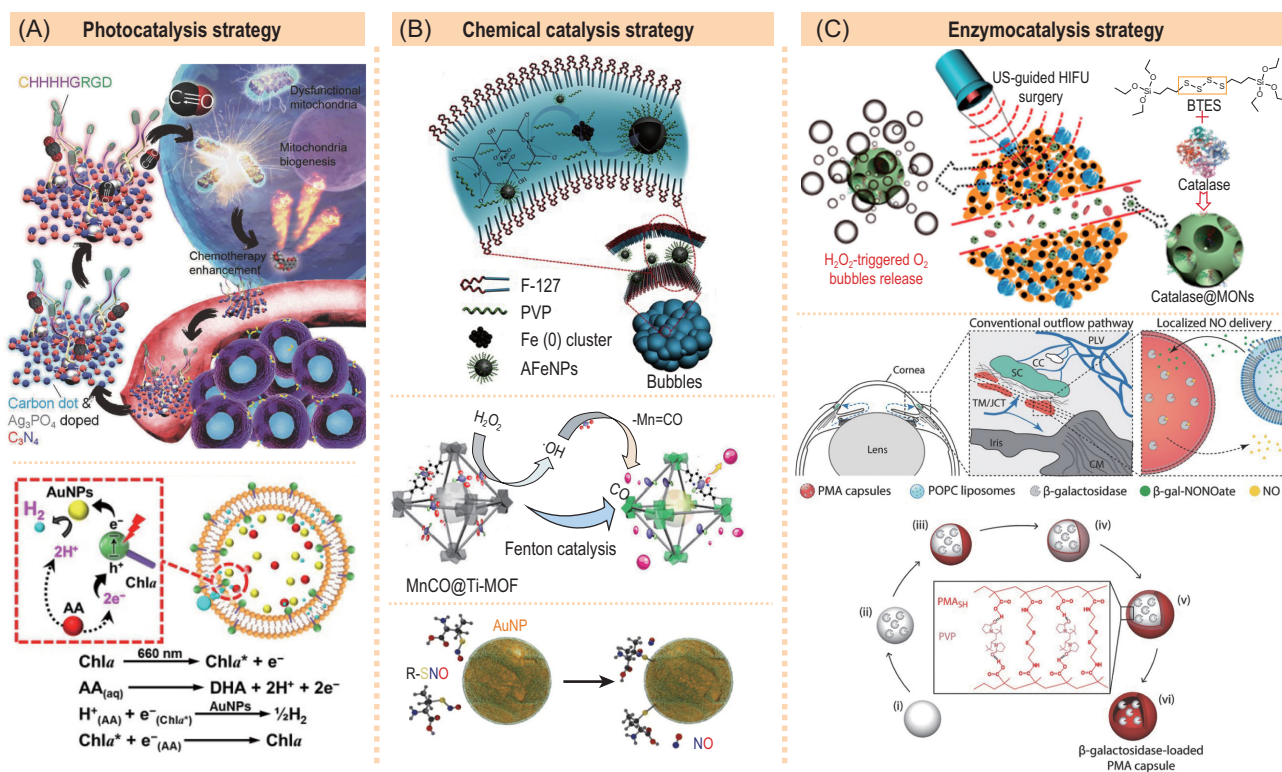 (A) Photocatalysis strategy
CHHHHGRGD
C≡O
Dysfunctional
mitochondria
Mitochondria
biogenesis
Chemotherapy
enhancement
Carbon dot &
Ag₃PO₄ doped
C₃N₄
AuNPs
H₂
e⁻
2H⁺
h⁺
Chla
2e⁻
AA
Chla 660 nm Chla* + e⁻
AA(aq) DHA + 2H⁺ + 2e⁻
H⁺(AA) + e⁻(Chla*) AuNPs ½H₂
Chla* + e⁻(AA) Chla
(B) Chemical catalysis strategy
F-127
PVP
Fe (0) cluster
AFeNPs
Bubbles
H₂O₂
·OH
-Mn=CO
CO
Fenton catalysis
MnCO@Ti-MOF
AuNP
R-SNO
NO
(C) Enzymocatalysis strategy
US-guided HIFU
surgery
BTES
+
Catalase
H₂O₂-triggered O₂
bubbles release
Catalase@MONs
Conventional outflow pathway
Localized NO delivery
PLV
CC
SC
Cornea
TM/JCT
Iris
Lens
CM
PMA capsules
POPC liposomes
β-galactosidase
β-gal-NONOate
NO
(iii)
(iv)
(ii)
PMA_SH
PVP
(v)
(i)
(vi)
β-galactosidase-loaded
PMA capsule